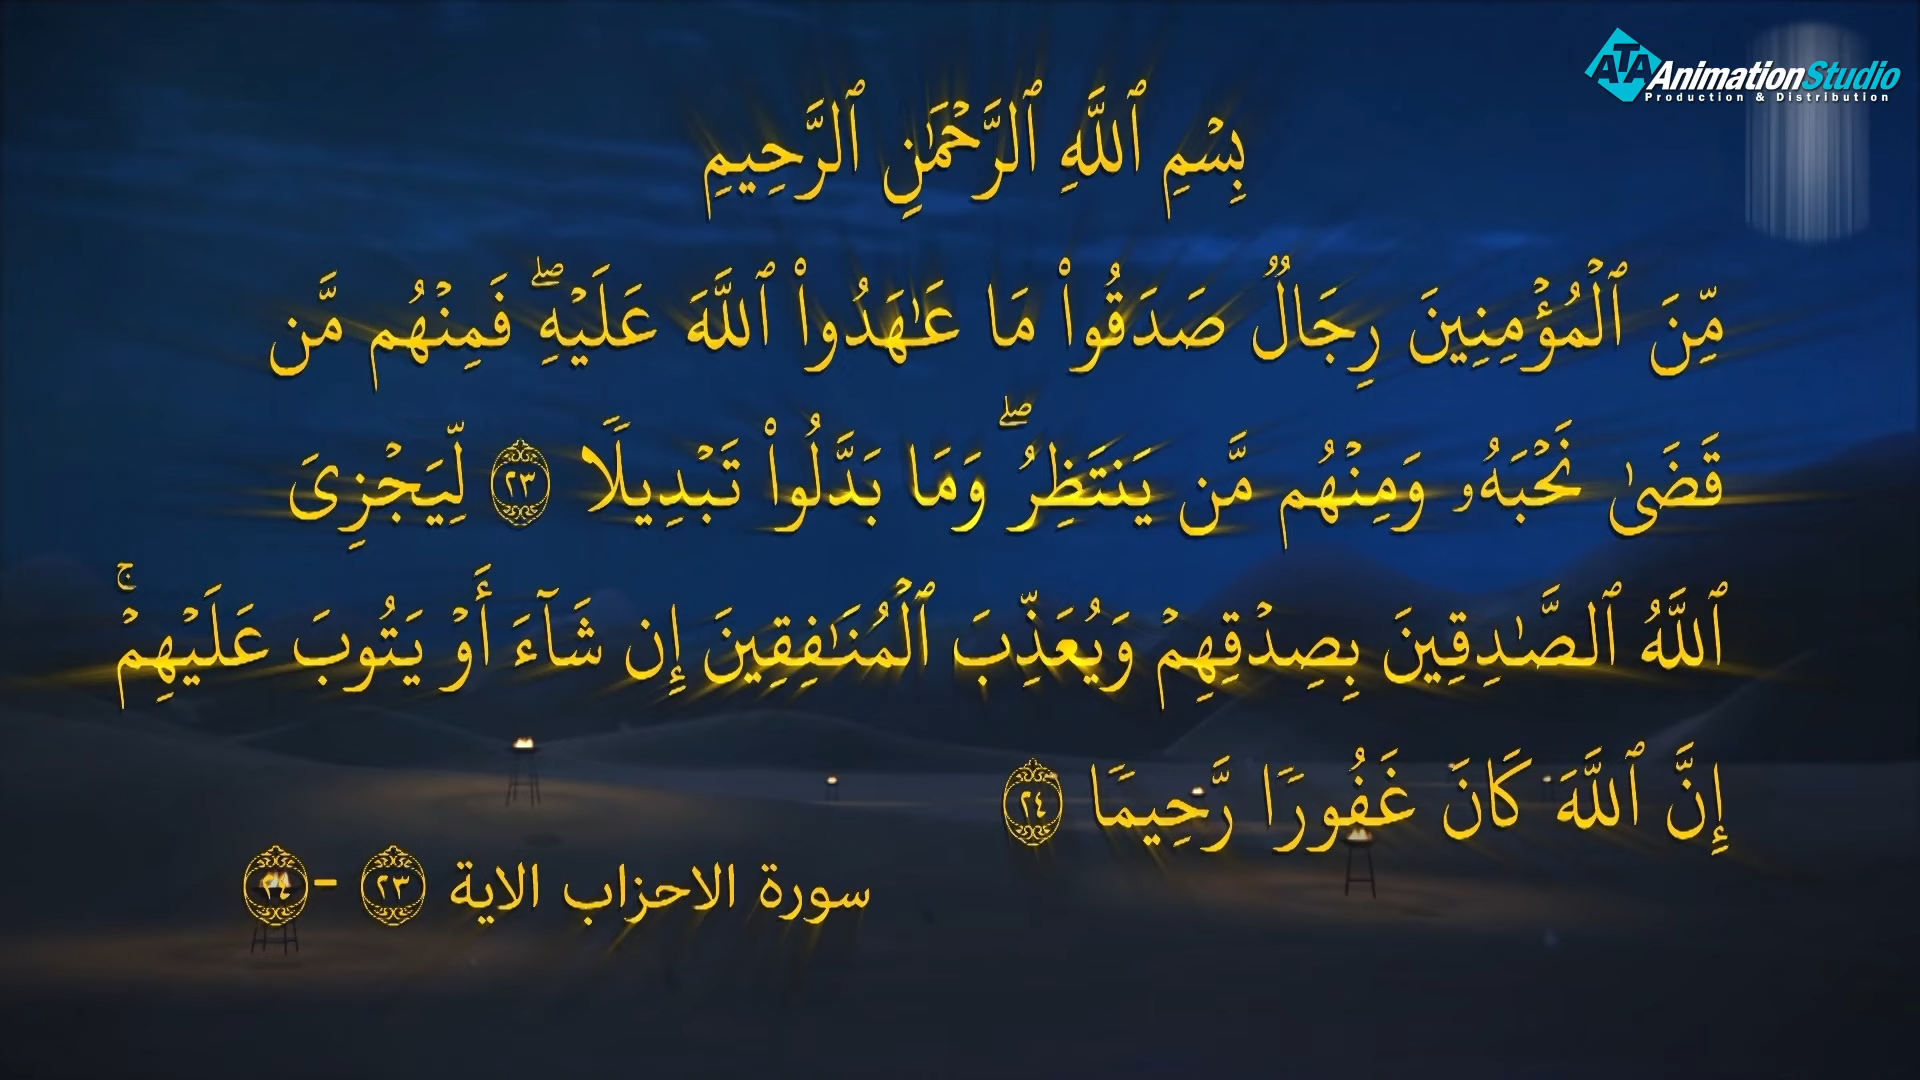 ATA AnimationStudio
Production & Distribution
بِسْمِ ٱللَّهِ ٱلرَّحْمَٰنِ ٱلرَّحِيمِ
مِّنَ ٱلْمُؤْمِنِينَ رِجَالٌ صَدَقُوا۟ مَا عَٰهَدُوا۟ ٱللَّهَ عَلَيْهِ ۖ فَمِنْهُم مَّن
قَضَىٰ نَحْبَهُۥ وَمِنْهُم مَّن يَنتَظِرُ ۖ وَمَا بَدَّلُوا۟ تَبْدِيلًا ٢٣ لِّيَجْزِىَ
ٱللَّهُ ٱلصَّٰدِقِينَ بِصِدْقِهِمْ وَيُعَذِّبَ ٱلْمُنَٰفِقِينَ إِن شَآءَ أَوْ يَتُوبَ عَلَيْهِمْ ۚ
إِنَّ ٱللَّهَ كَانَ غَفُورًا رَّحِيمًا ٢٤
سورة الاحزاب الاية ٢٣ - ٢٤